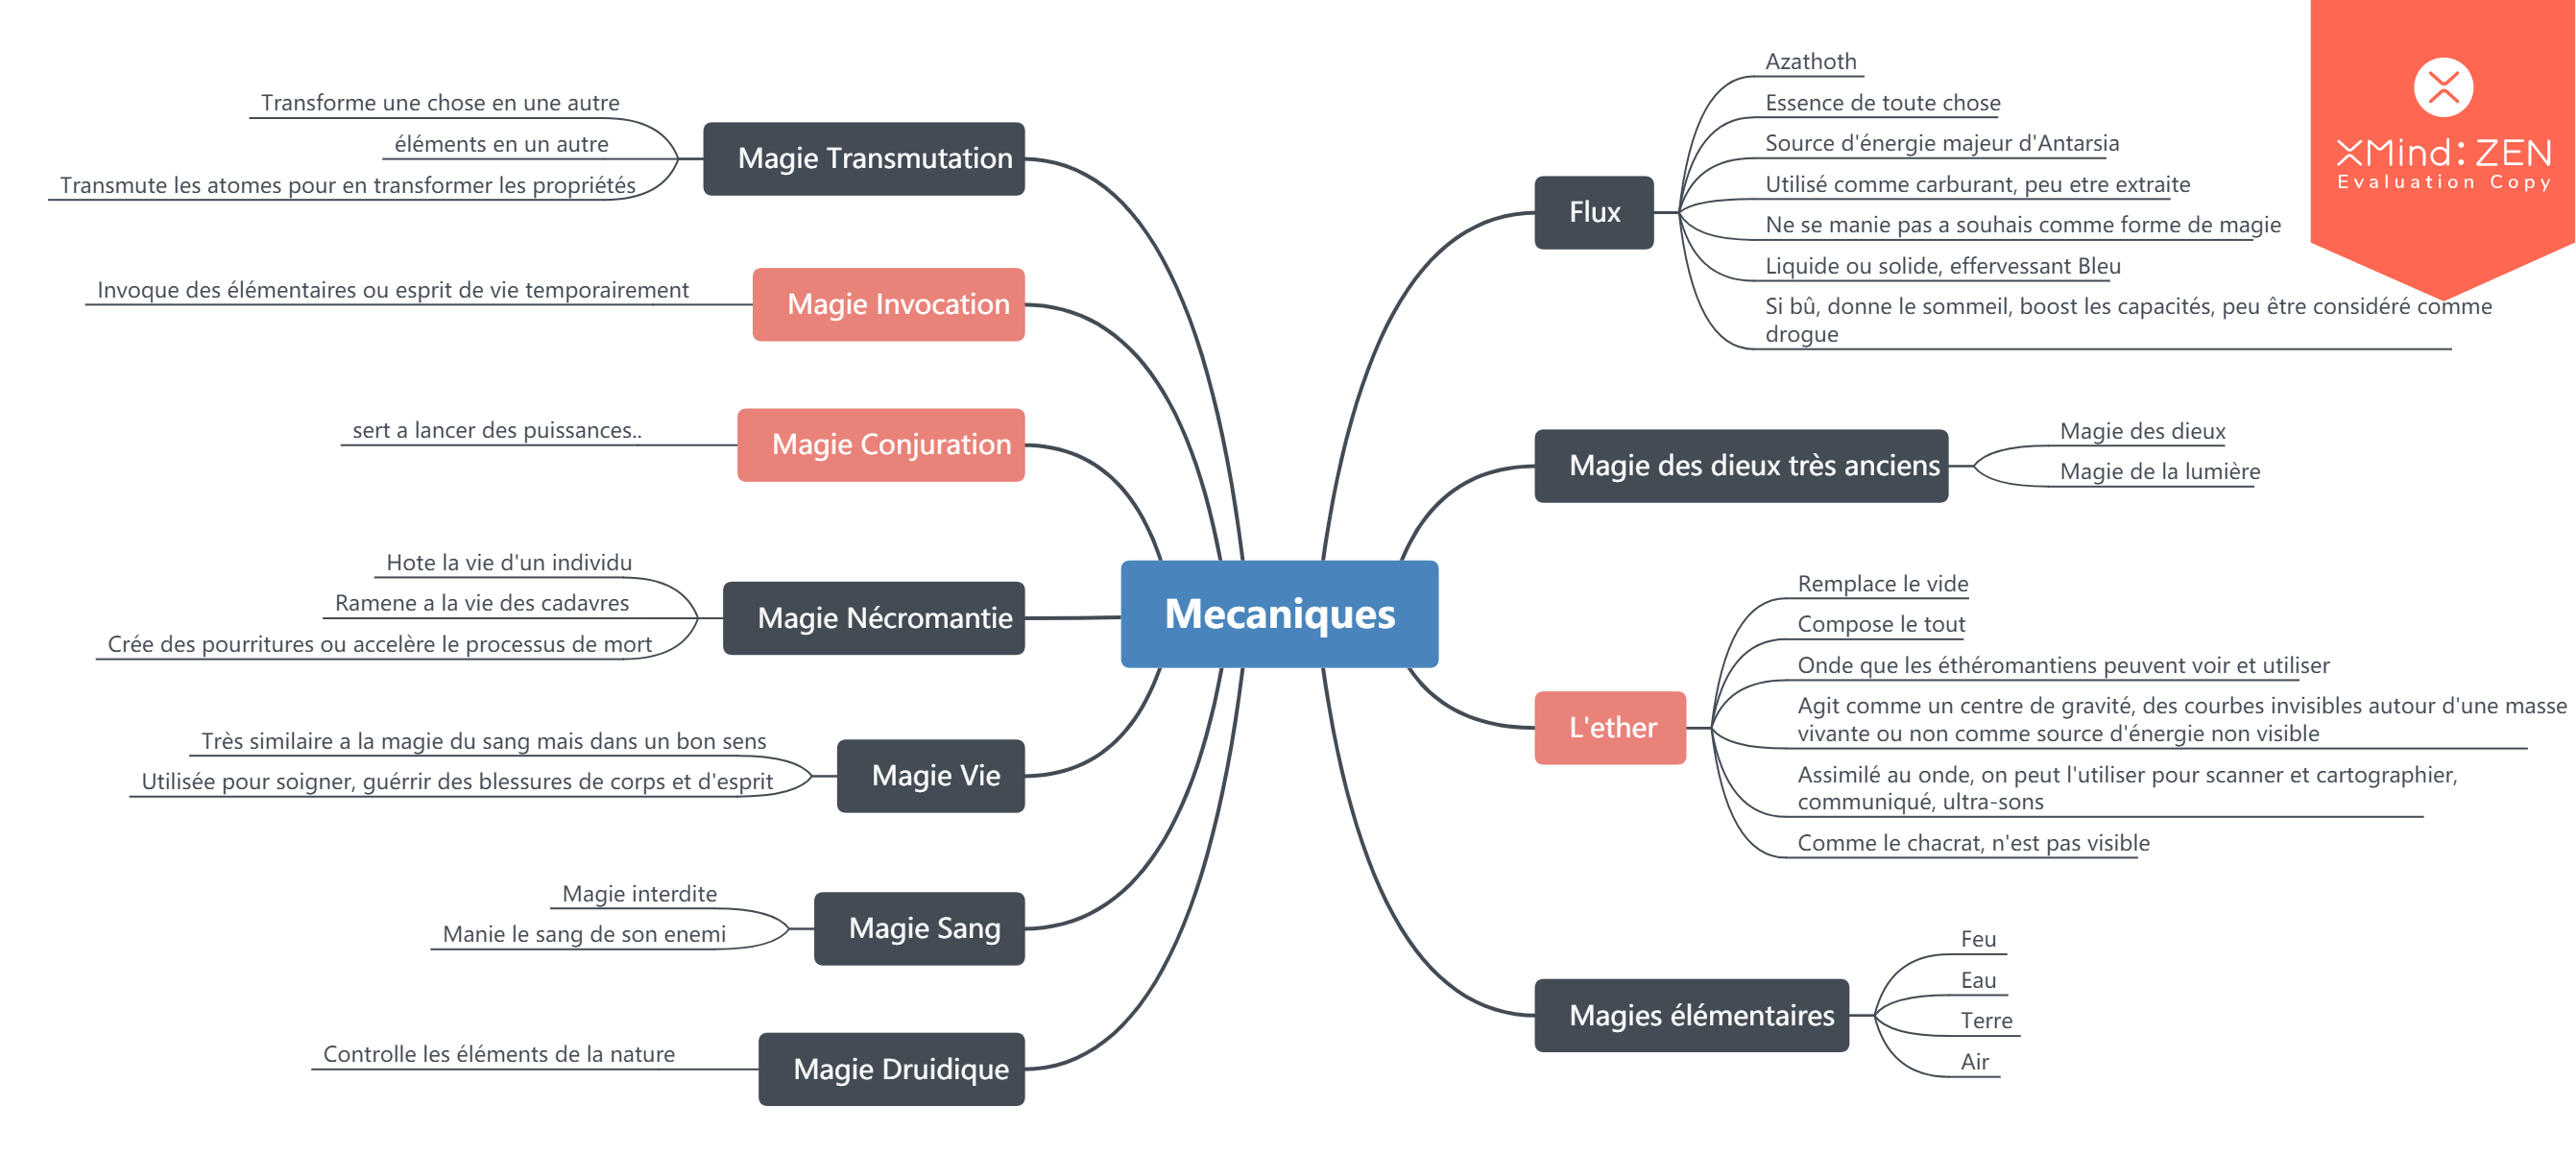 Mecaniques
Flux
Azathoth
Essence de toute chose
Source d'énergie majeur d'Antarsia
Utilisé comme carburant, peu etre extraite
Ne se manie pas a souhais comme forme de magie
Liquide ou solide, effervessant Bleu
Si bû, donne le sommeil, boost les capacités, peu être considéré comme
drogue
Magie des dieux très anciens
Magie des dieux
Magie de la lumière
L'ether
Remplace le vide
Compose le tout
Onde que les éthéromantiens peuvent voir et utiliser
Agit comme un centre de gravité, des courbes invisibles autour d'une masse
vivante ou non comme source d'énergie non visible
Assimilé au onde, on peut l'utiliser pour scanner et cartographier,
communiqué, ultra-sons
Comme le chacrat, n'est pas visible
Magies élémentaires
Feu
Eau
Terre
Air
Magie Transmutation
Transforme une chose en une autre
éléments en un autre
Transmute les atomes pour en transformer les propriétés
Magie Invocation
Invoque des élémentaires ou esprit de vie temporairement
Magie Conjuration
sert a lancer des puissances..
Magie Nécromantie
Hote la vie d'un individu
Ramene a la vie des cadavres
Crée des pourritures ou accelère le processus de mort
Magie Vie
Très similaire a la magie du sang mais dans un bon sens
Utilisée pour soigner, guérrir des blessures de corps et d'esprit
Magie Sang
Magie interdite
Manie le sang de son enemi
Magie Druidique
Controlle les éléments de la nature
XMind: ZEN
Evaluation Copy